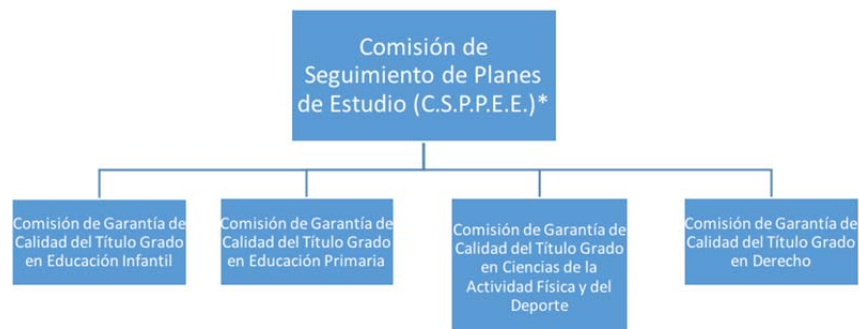 Comisión de
Seguimiento de Planes
de Estudio (C.S.P.P.E.E.)*
Comisión de Garantía de
Calidad del Título Grado
en Educación Infantil
Comisión de Garantía de
Calidad del Título Grado
en Educación Primaria
Comisión de Garantía de
Calidad del Título Grado
en Ciencias de la
Actividad Física y del
Deporte
Comisión de Garantía de
Calidad del Título Grado
en Derecho